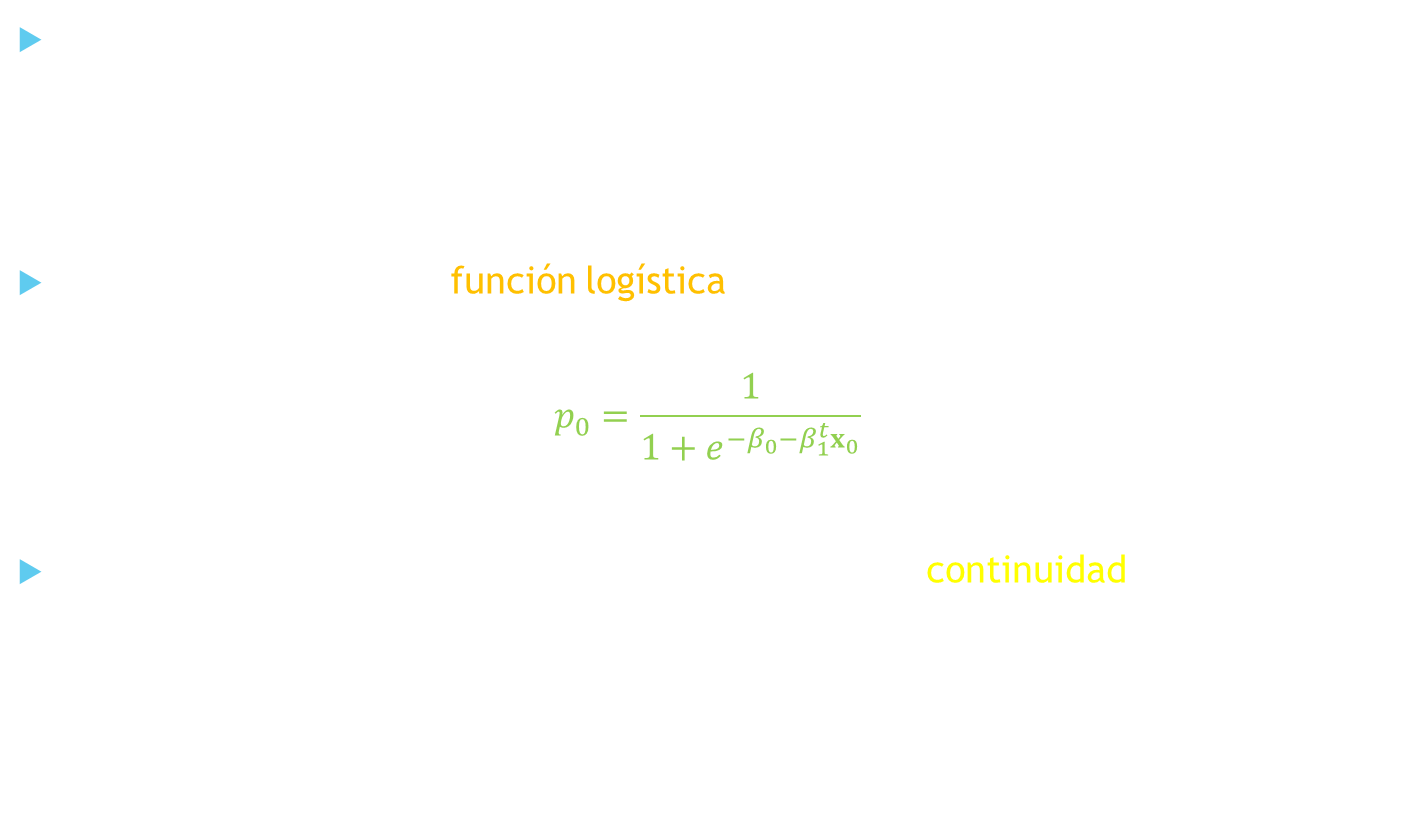 función logística
p₀ = 1 / (1 + e^(−β₀−β₁ᵗx₀))
continuidad